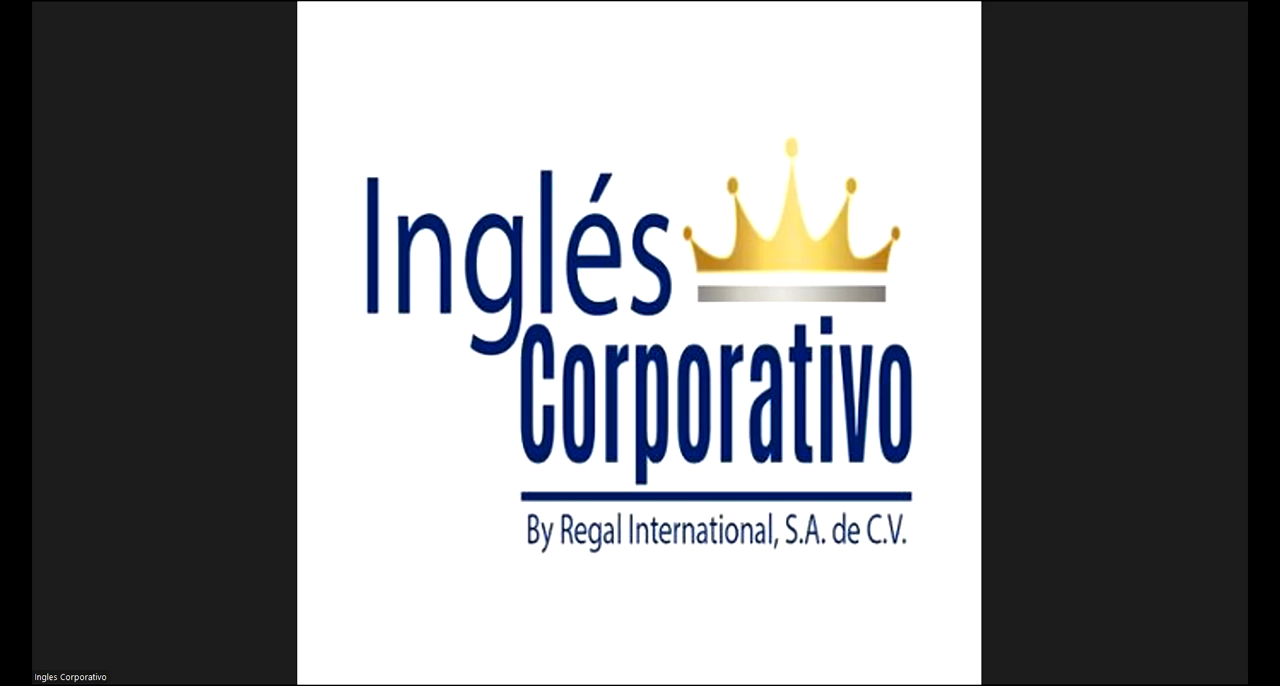 Inglés
Corporativo
By Regal International, S.A. de C.V.
Ingles Corporativo